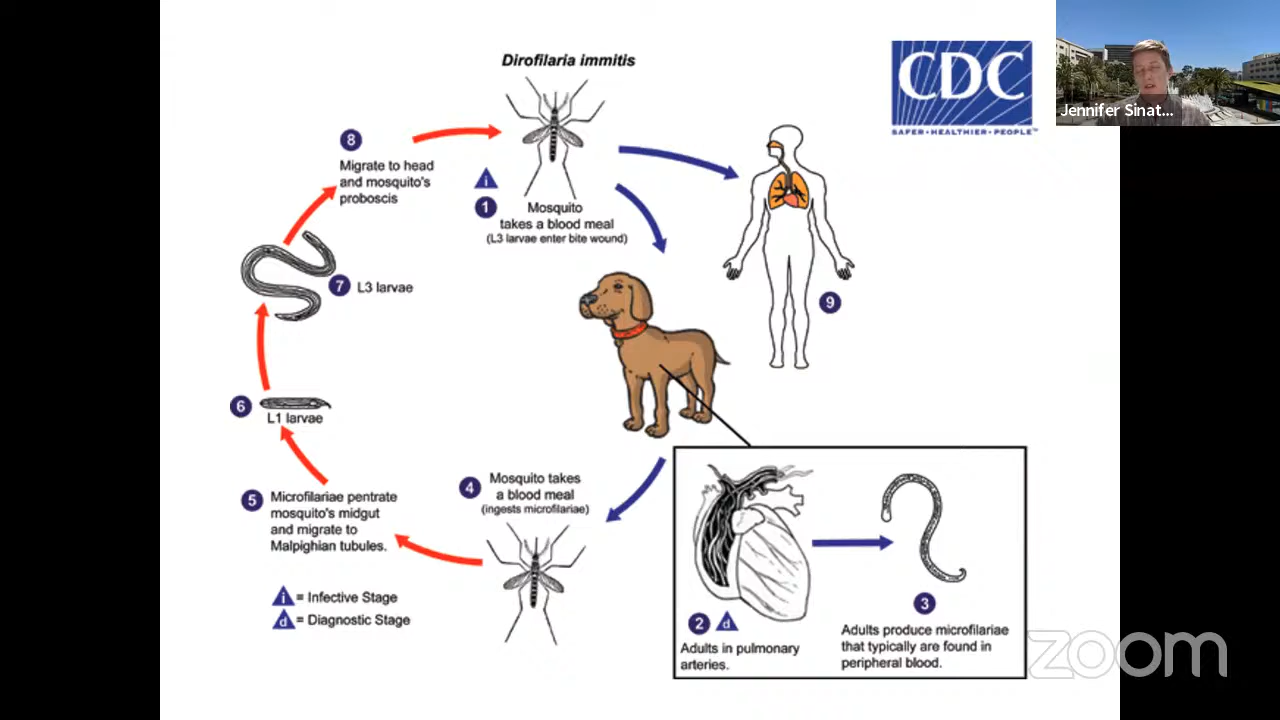 Dirofilaria immitis
CDC
SAFER·HEALTHIER·PEOPLE™
Jennifer Sinat...
8
Migrate to head
and mosquito's
proboscis
i
1
Mosquito
takes a blood meal
(L3 larvae enter bite wound)
7
L3 larvae
9
6
L1 larvae
5
Microfilariae pentrate
mosquito's midgut
and migrate to
Malpighian tubules.
4
Mosquito takes
a blood meal
(ingests microfilariae)
i = Infective Stage
d = Diagnostic Stage
2 d
Adults in pulmonary
arteries.
3
Adults produce microfilariae
that typically are found in
peripheral blood.
zoom